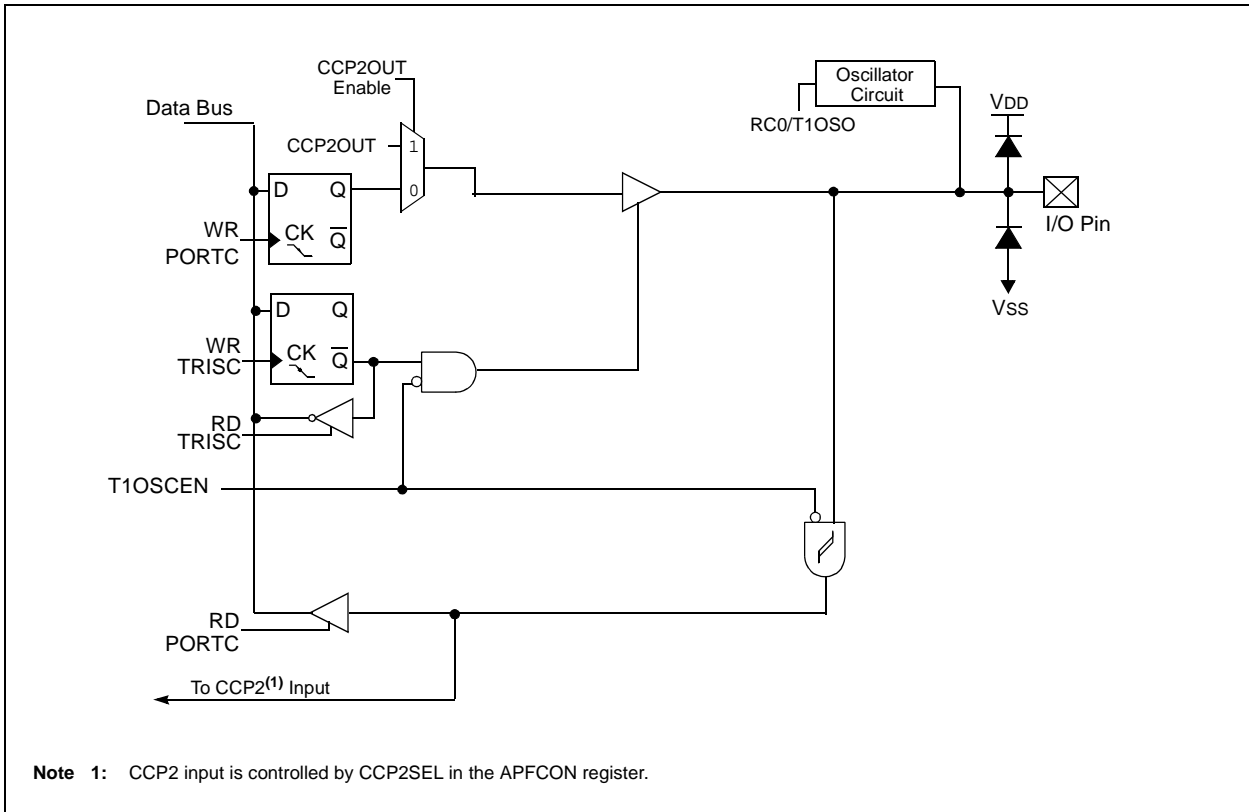 CCP2OUT
Enable
Oscillator
Circuit
VDD
Data Bus
RC0/T1OSO
CCP2OUT
1
D Q
0
I/O Pin
WR
PORTC
CK Q̅
D Q
VSS
WR
TRISC
CK Q̅
RD
TRISC
T1OSCEN
RD
PORTC
To CCP2(1) Input
Note 1: CCP2 input is controlled by CCP2SEL in the APFCON register.